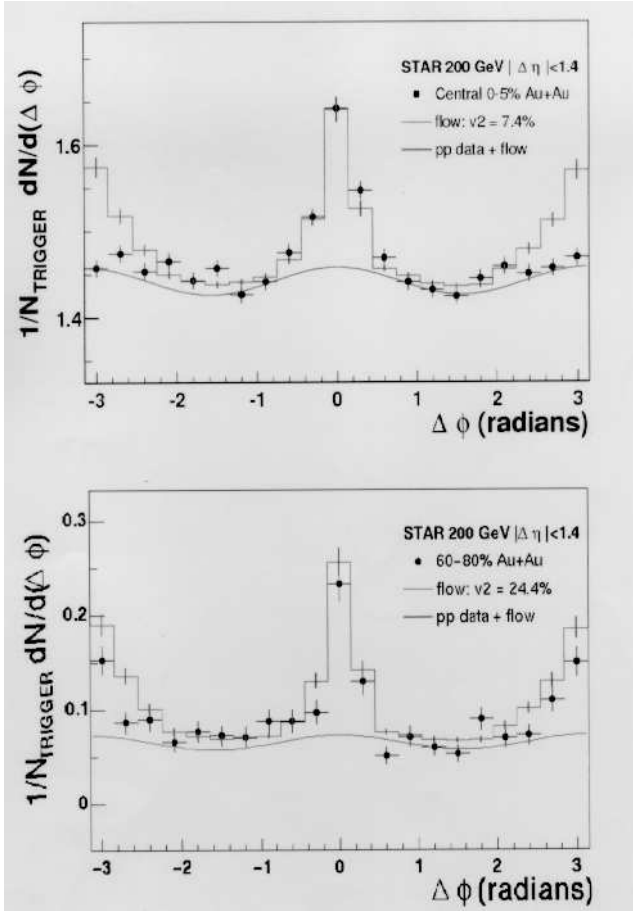 1/N TRIGGER dN/d(Δ ϕ)
STAR 200 GeV | Δ η |<1.4
Central 0-5% Au+Au
flow: v2 = 7.4%
pp data + flow
1.6
1.4
-3 -2 -1 0 1 2 3
Δ ϕ (radians)
1/N TRIGGER dN/d(Δ ϕ)
STAR 200 GeV |Δ η |<1.4
60-80% Au+Au
flow: v2 = 24.4%
pp data + flow
0.3
0.2
0.1
0
-3 -2 -1 0 1 2 3
Δ ϕ (radians)